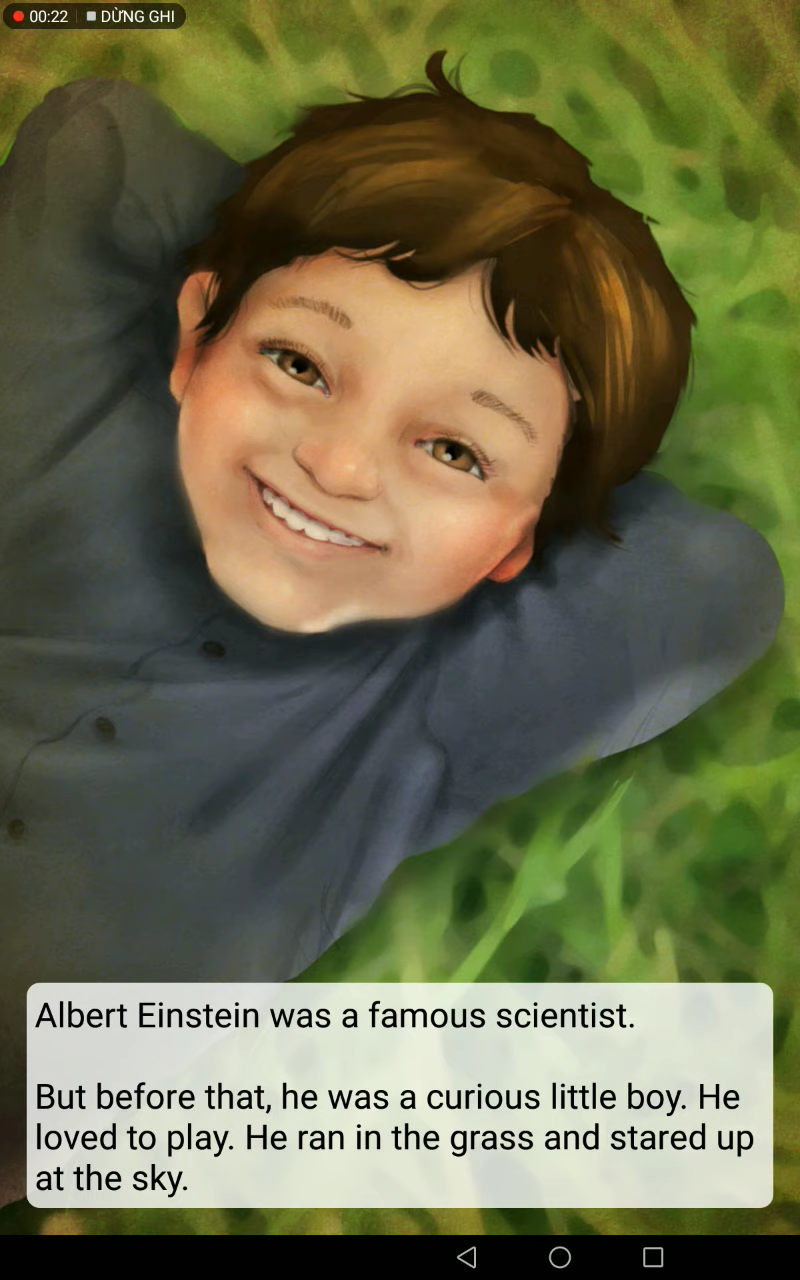 00:22 DỪNG GHI
Albert Einstein was a famous scientist.
But before that, he was a curious little boy. He
loved to play. He ran in the grass and stared up
at the sky.